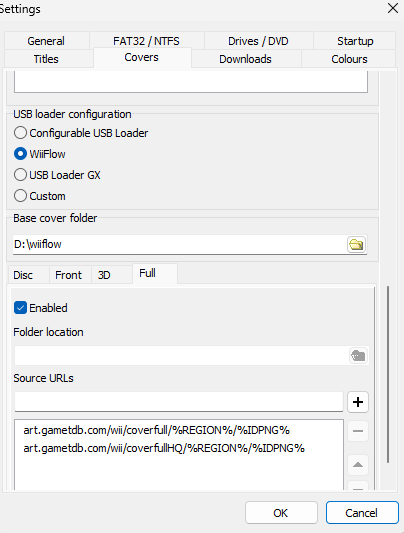 Settings
General FAT32 / NTFS Drives / DVD Startup
Titles Covers Downloads Colours
USB loader configuration
Configurable USB Loader
WiiFlow
USB Loader GX
Custom
Base cover folder
D:\wiiflow
Disc Front 3D Full
Enabled
Folder location
Source URLs
art.gametdb.com/wii/coverfull/%REGION%/%IDPNG%
art.gametdb.com/wii/coverfullHQ/%REGION%/%IDPNG%
OK Cancel